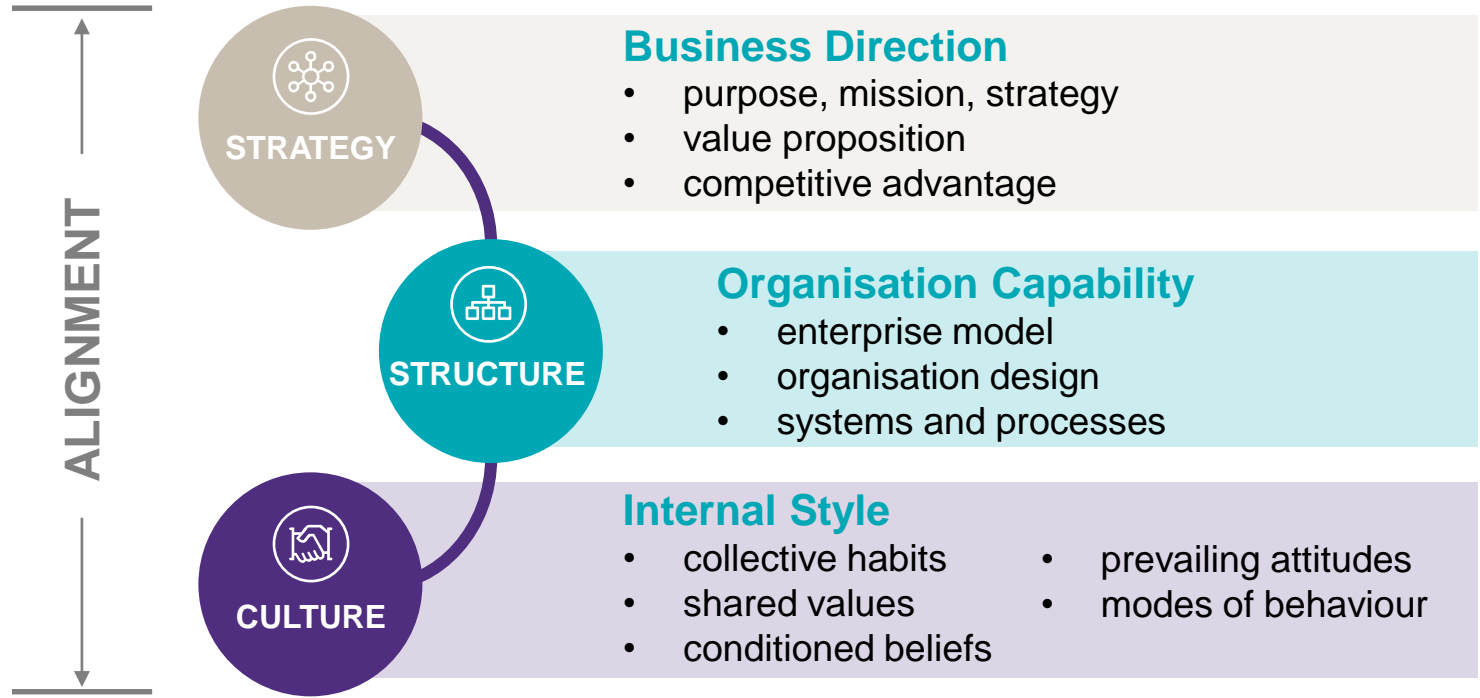 ALIGNMENT
STRATEGY
Business Direction
• purpose, mission, strategy
• value proposition
• competitive advantage
STRUCTURE
Organisation Capability
• enterprise model
• organisation design
• systems and processes
CULTURE
Internal Style
• collective habits
• shared values
• conditioned beliefs
• prevailing attitudes
• modes of behaviour